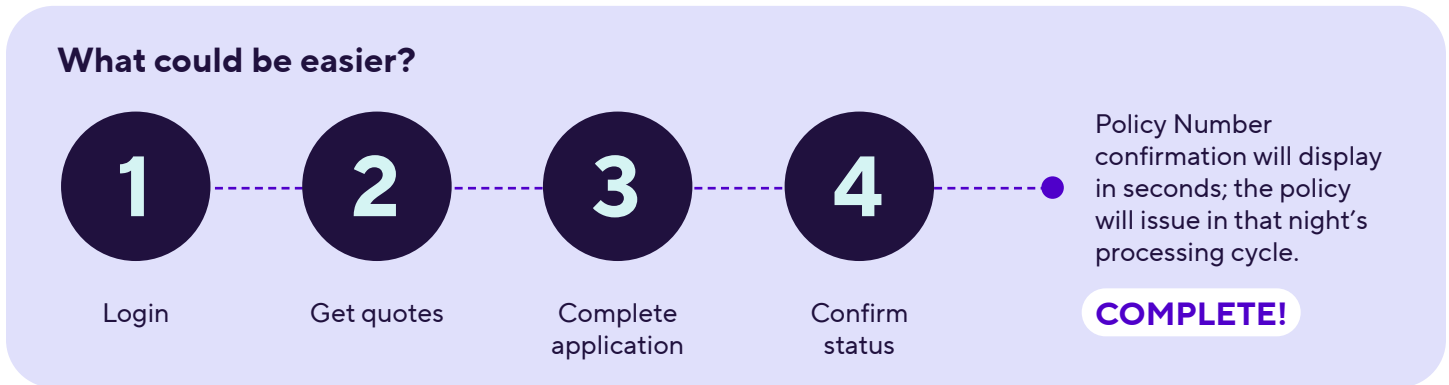 What could be easier?
1
2
3
4
Login
Get quotes
Complete
application
Confirm
status
Policy Number
confirmation will display
in seconds; the policy
will issue in that night’s
processing cycle.
COMPLETE!